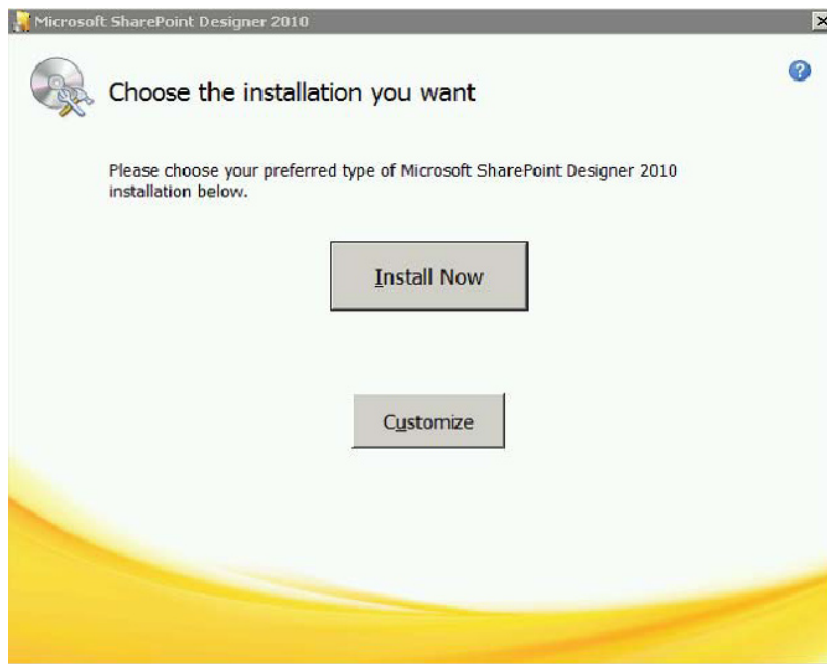 Microsoft SharePoint Designer 2010
Choose the installation you want
Please choose your preferred type of Microsoft SharePoint Designer 2010
installation below.
Install Now
Customize